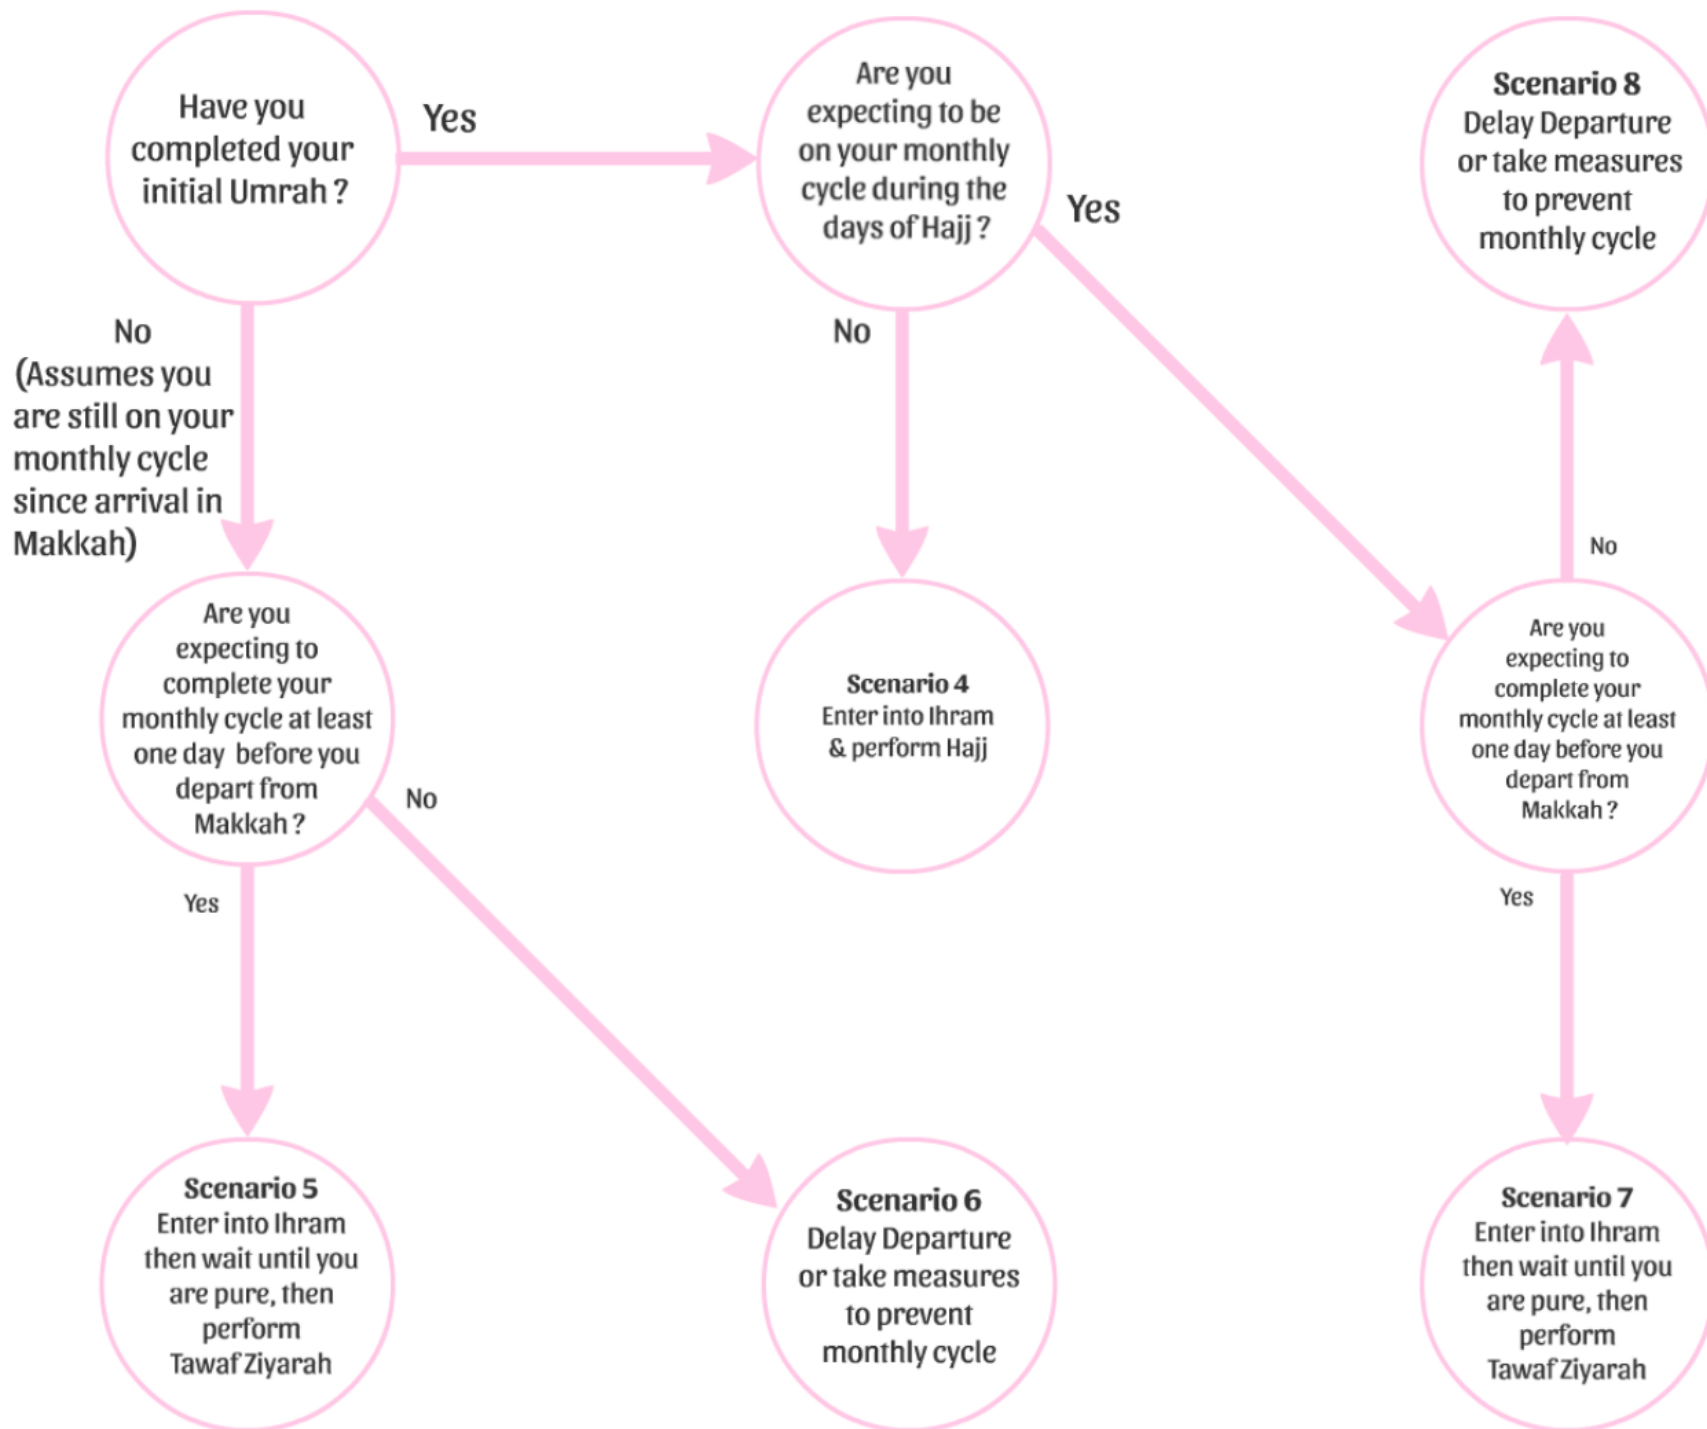 Have you
completed your
initial Umrah ?
Yes
Are you
expecting to be
on your monthly
cycle during the
days of Hajj ?
Yes
Scenario 8
Delay Departure
or take measures
to prevent
monthly cycle
No
(Assumes you
are still on your
monthly cycle
since arrival in
Makkah)
No
No
Are you
expecting to
complete your
monthly cycle at least
one day before you
depart from
Makkah ?
No
Scenario 4
Enter into Ihram
& perform Hajj
Are you
expecting to
complete your
monthly cycle at least
one day before you
depart from
Makkah ?
Yes
Yes
Scenario 5
Enter into Ihram
then wait until you
are pure, then
perform
Tawaf Ziyarah
Scenario 6
Delay Departure
or take measures
to prevent
monthly cycle
Scenario 7
Enter into Ihram
then wait until you
are pure, then
perform
Tawaf Ziyarah